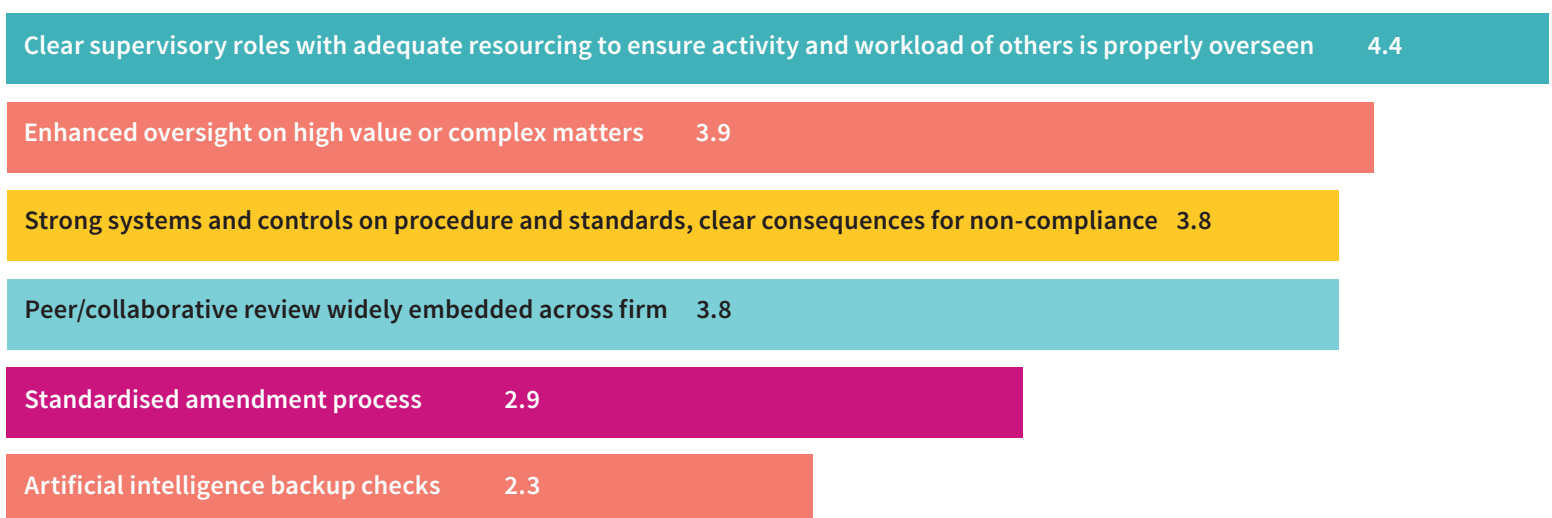 Clear supervisory roles with adequate resourcing to ensure activity and workload of others is properly overseen 4.4
Enhanced oversight on high value or complex matters 3.9
Strong systems and controls on procedure and standards, clear consequences for non-compliance 3.8
Peer/collaborative review widely embedded across firm 3.8
Standardised amendment process 2.9
Artificial intelligence backup checks 2.3